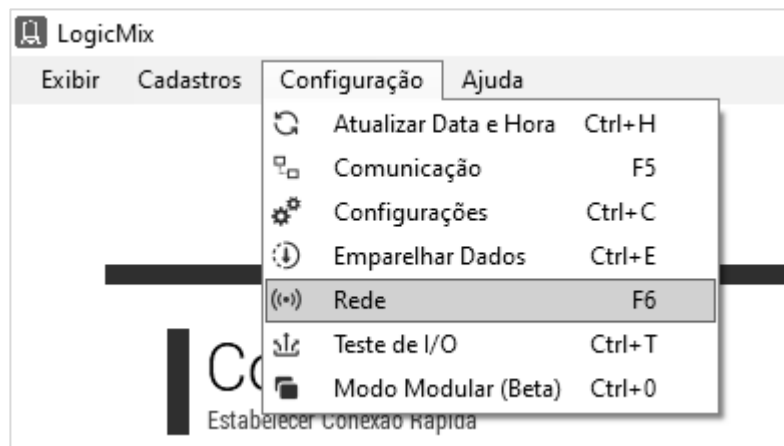 LogicMix
Exibir Cadastros Configuração Ajuda
Atualizar Data e Hora Ctrl+H
Comunicação F5
Configurações Ctrl+C
Emparelhar Dados Ctrl+E
Rede F6
Teste de I/O Ctrl+T
Modo Modular (Beta) Ctrl+0
Co
Estabelecer Conexão Rápida